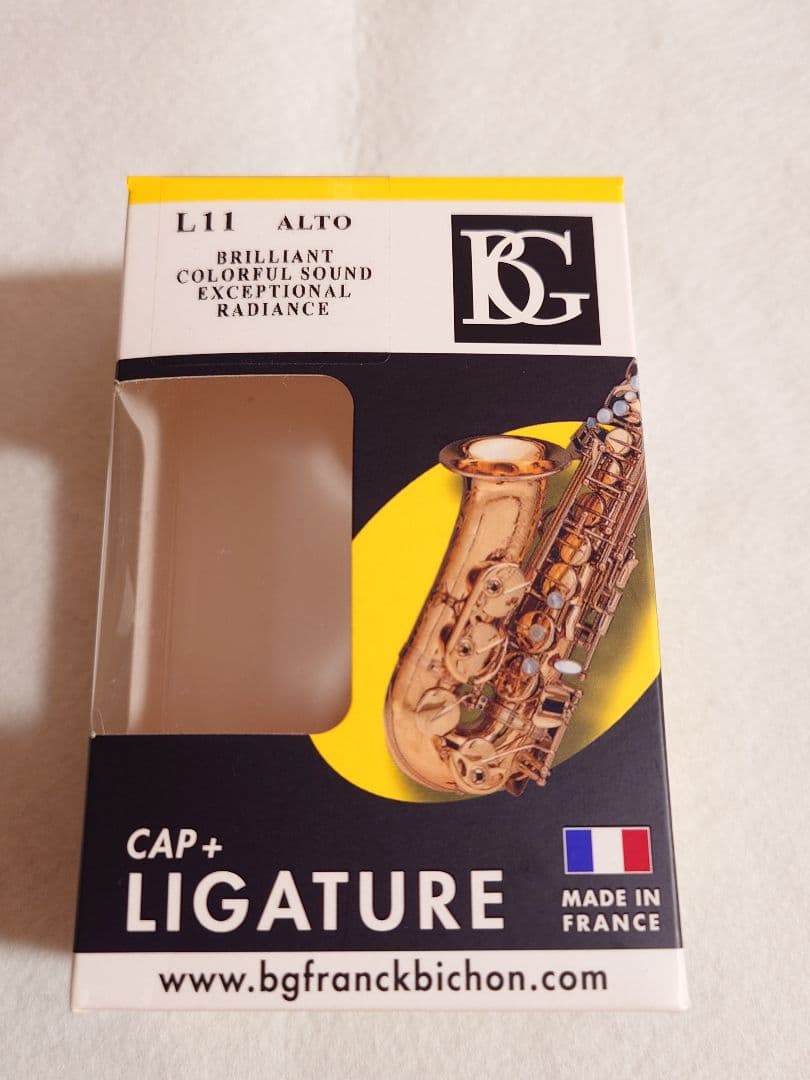 L11 ALTO
BRILLIANT
COLORFUL SOUND
EXCEPTIONAL
RADIANCE
BG
CAP+
LIGATURE
MADE IN
FRANCE
www.bgfranckbichon.com